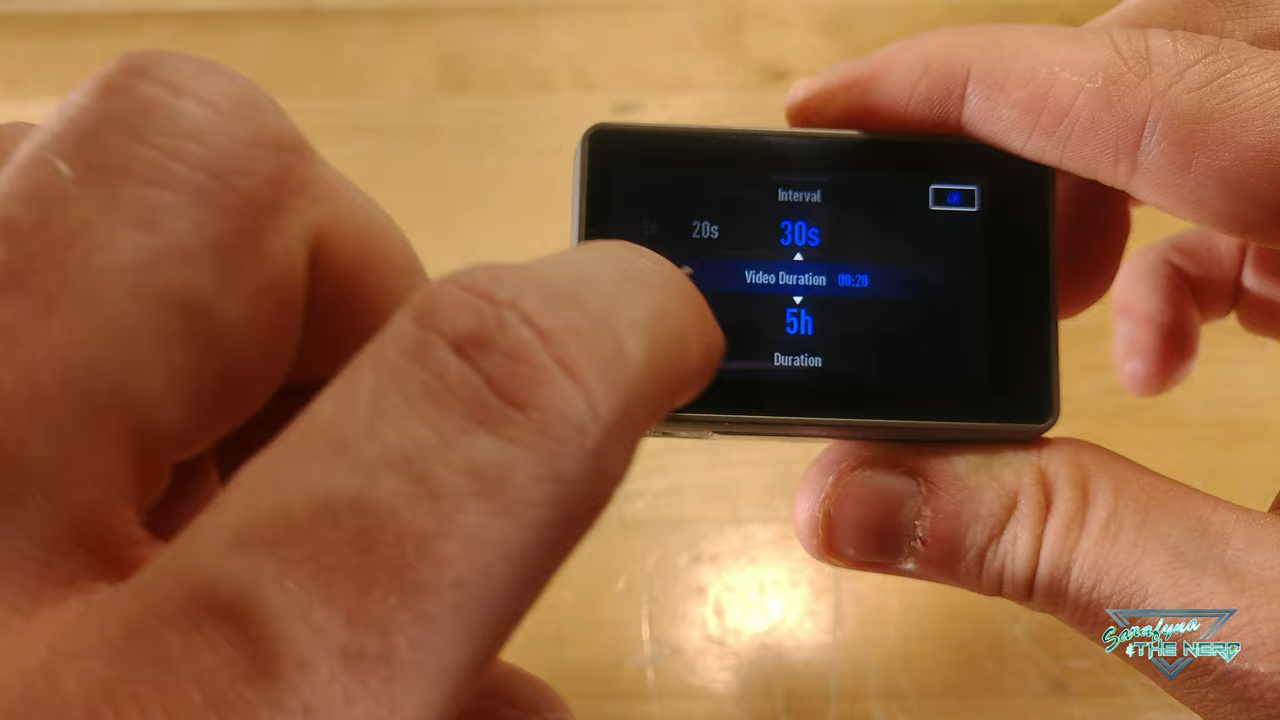 Interval
20s 30s
Video Duration 00:20
5h
Duration
Saralyna
&THE NERD